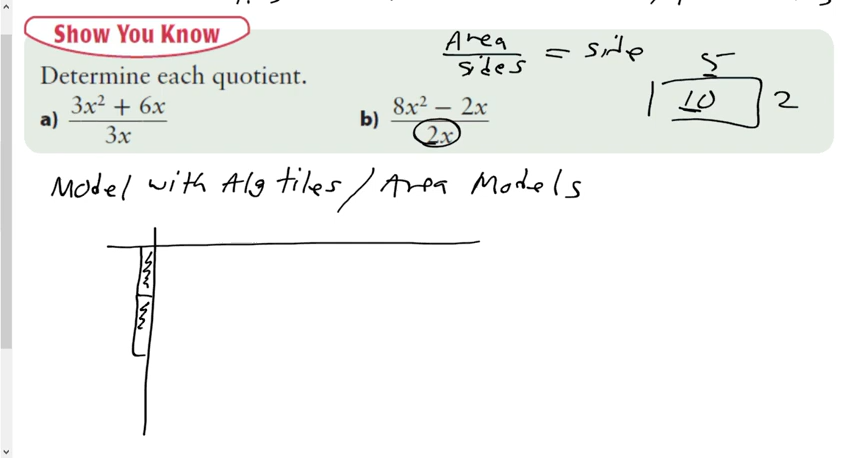 Show You Know
Area
sides = side
5
10 2
Determine each quotient.
a) 3x² + 6x
3x
b) 8x² − 2x
2x
Model with Alg tiles / Area Models